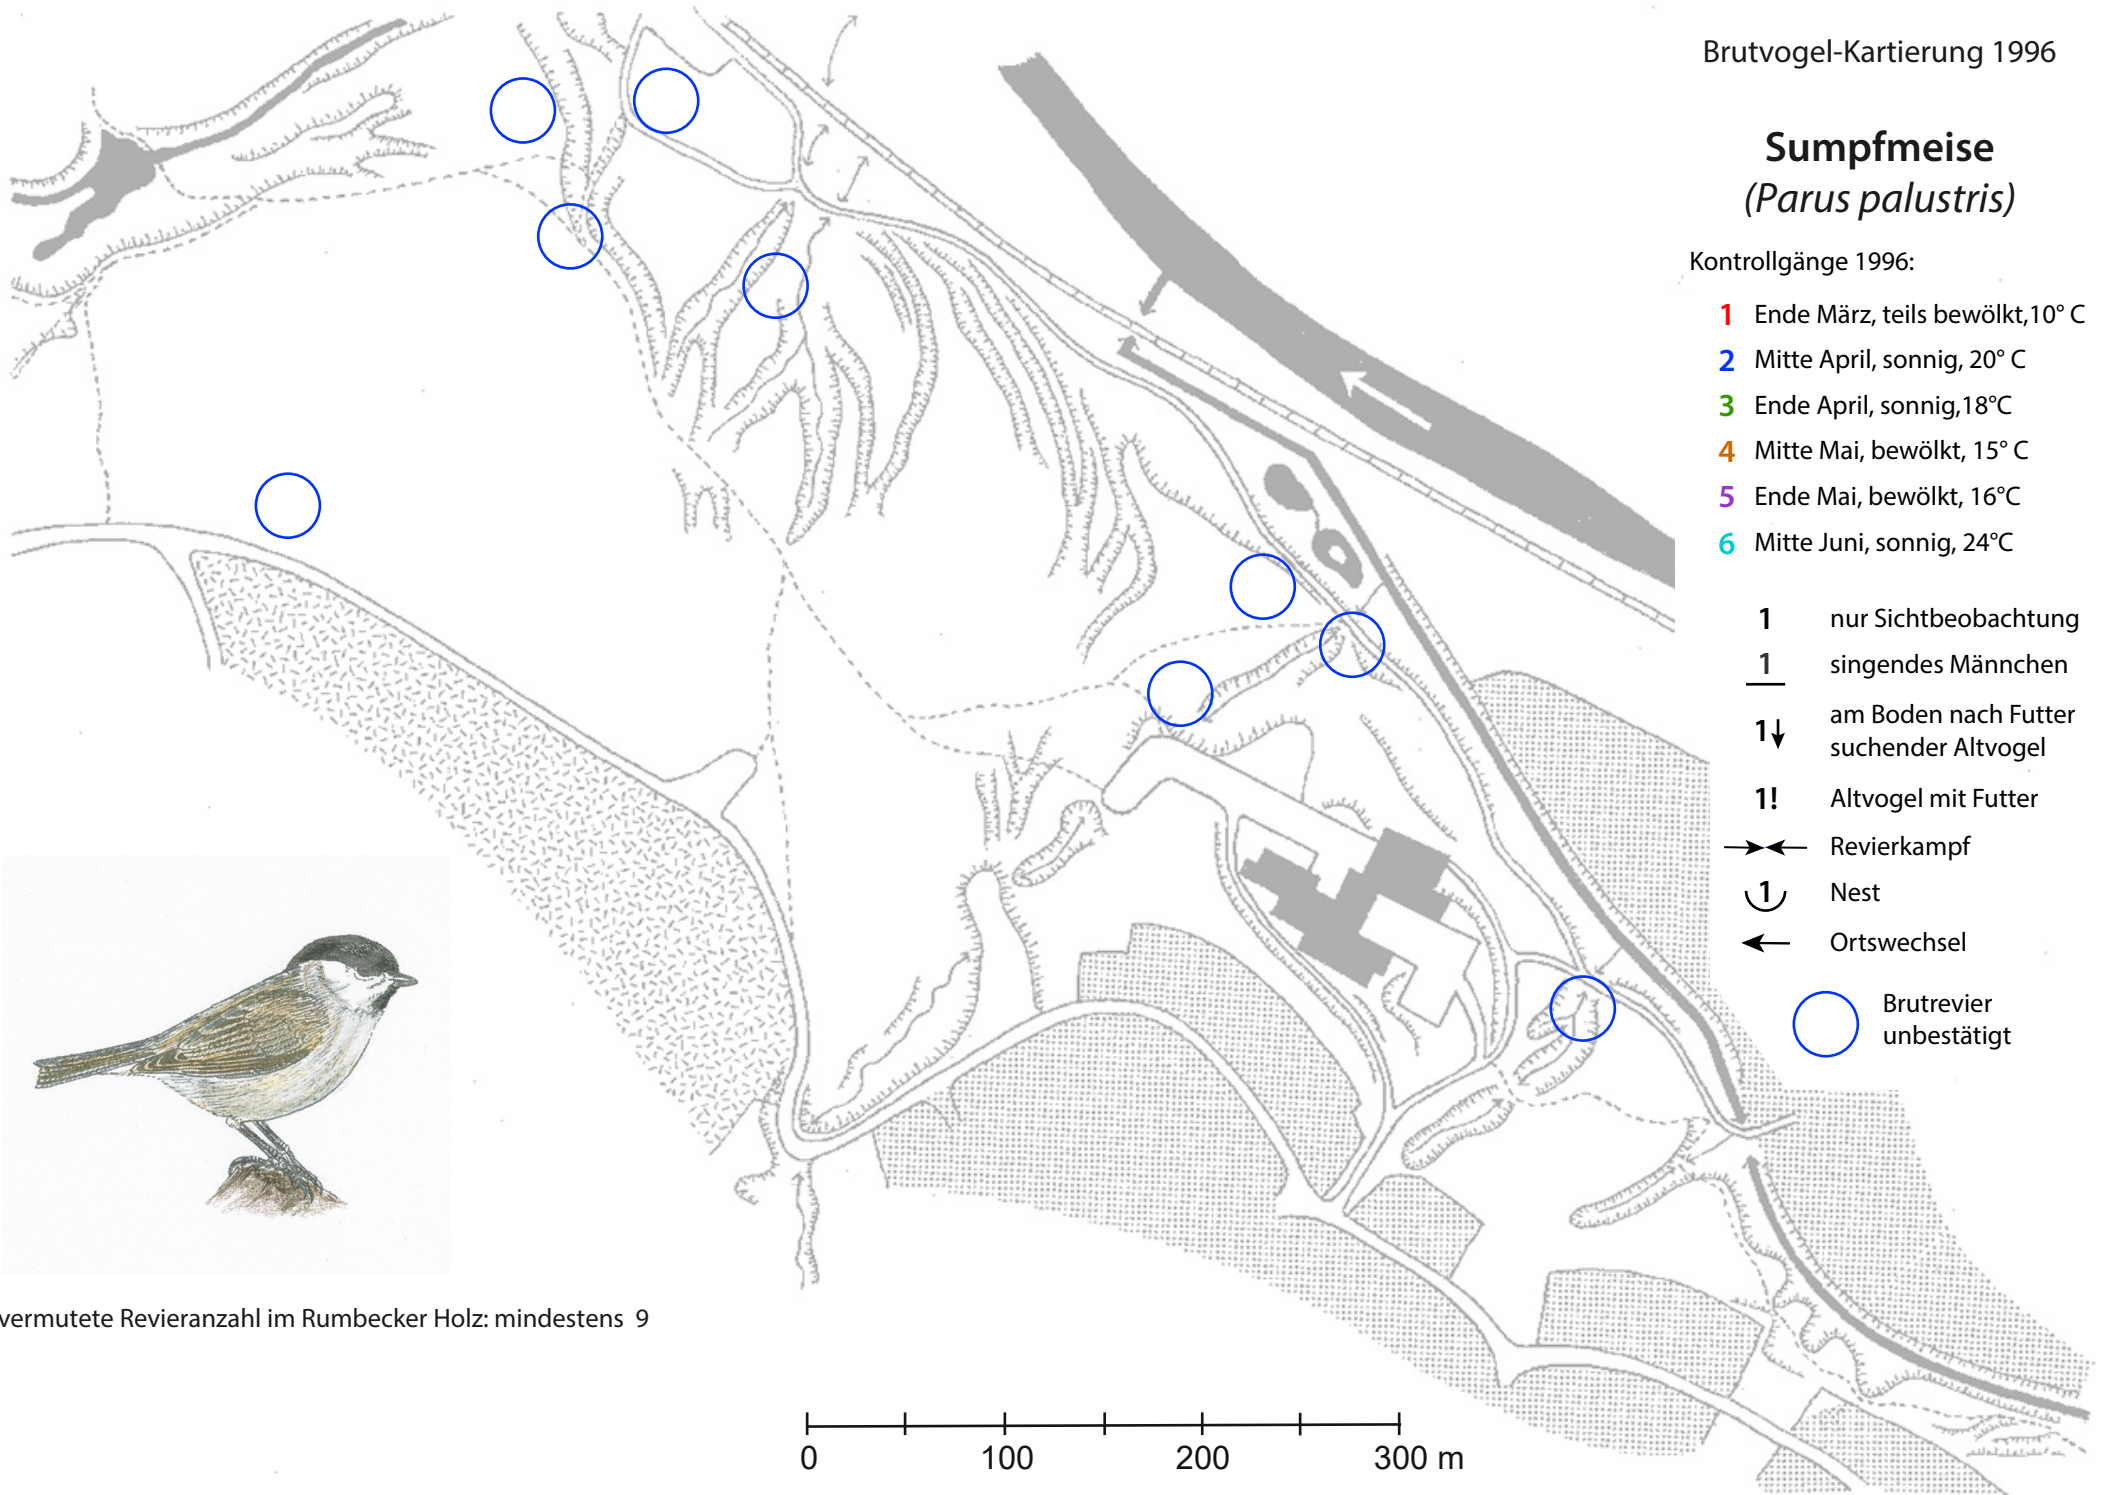 Brutvogel-Kartierung 1996
Sumpfmeise
(Parus palustris)
Kontrollgänge 1996:
1 Ende März, teils bewölkt,10° C
2 Mitte April, sonnig, 20° C
3 Ende April, sonnig,18°C
4 Mitte Mai, bewölkt, 15° C
5 Ende Mai, bewölkt, 16°C
6 Mitte Juni, sonnig, 24°C
1 nur Sichtbeobachtung
1 singendes Männchen
1 am Boden nach Futter
suchender Altvogel
1! Altvogel mit Futter
Revierkampf
1 Nest
Ortswechsel
Brutrevier
unbestätigt
vermutete Revieranzahl im Rumbecker Holz: mindestens 9
0 100 200 300 m